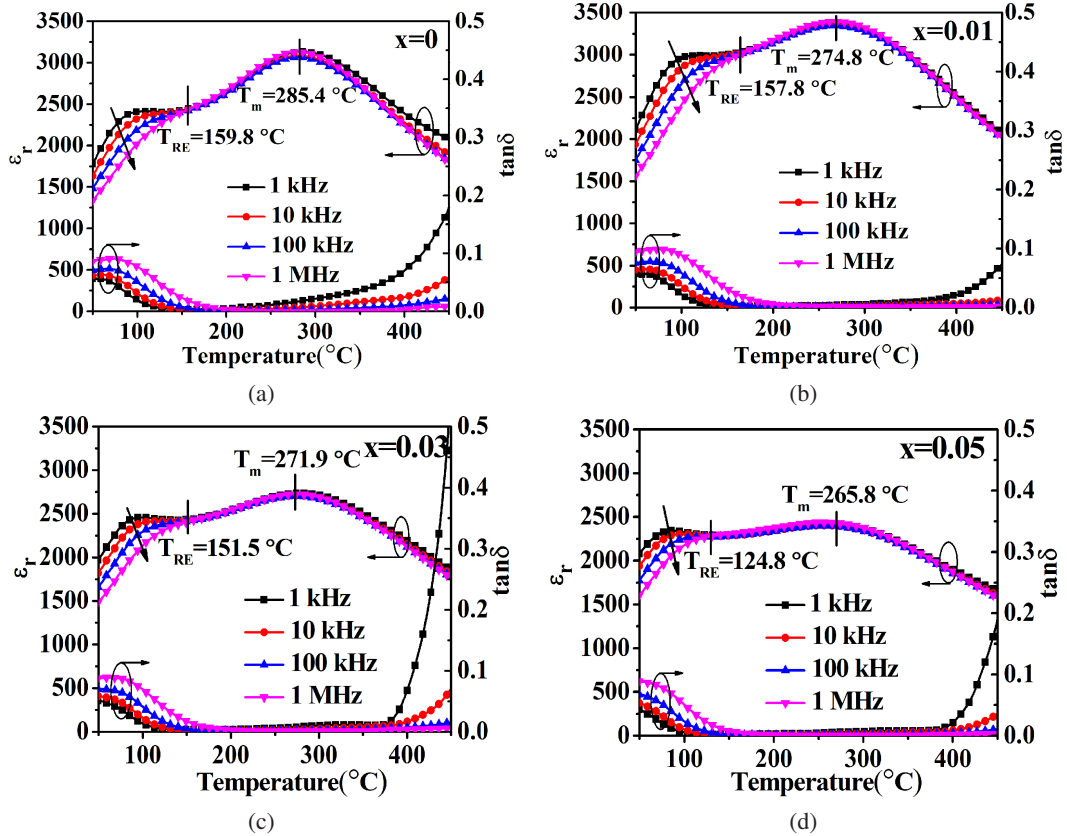 x=0
3500
3000
2500
2000
1500
1000
500
0
εr
0.5
0.4
0.3
0.2
0.1
0.0
tanδ
Tm=285.4 °C
TRE=159.8 °C
1 kHz
10 kHz
100 kHz
1 MHz
100 200 300 400
Temperature(°C)
(a)
x=0.01
3500
3000
2500
2000
1500
1000
500
0
εr
0.5
0.4
0.3
0.2
0.1
0.0
tanδ
Tm=274.8 °C
TRE=157.8 °C
1 kHz
10 kHz
100 kHz
1 MHz
100 200 300 400
Temperature(°C)
(b)
x=0.03
3500
3000
2500
2000
1500
1000
500
0
εr
0.5
0.4
0.3
0.2
0.1
0.0
tanδ
Tm=271.9 °C
TRE=151.5 °C
1 kHz
10 kHz
100 kHz
1 MHz
100 200 300 400
Temperature(°C)
(c)
x=0.05
3500
3000
2500
2000
1500
1000
500
0
εr
0.5
0.4
0.3
0.2
0.1
0.0
tanδ
Tm=265.8 °C
TRE=124.8 °C
1 kHz
10 kHz
100 kHz
1 MHz
100 200 300 400
Temperature(°C)
(d)